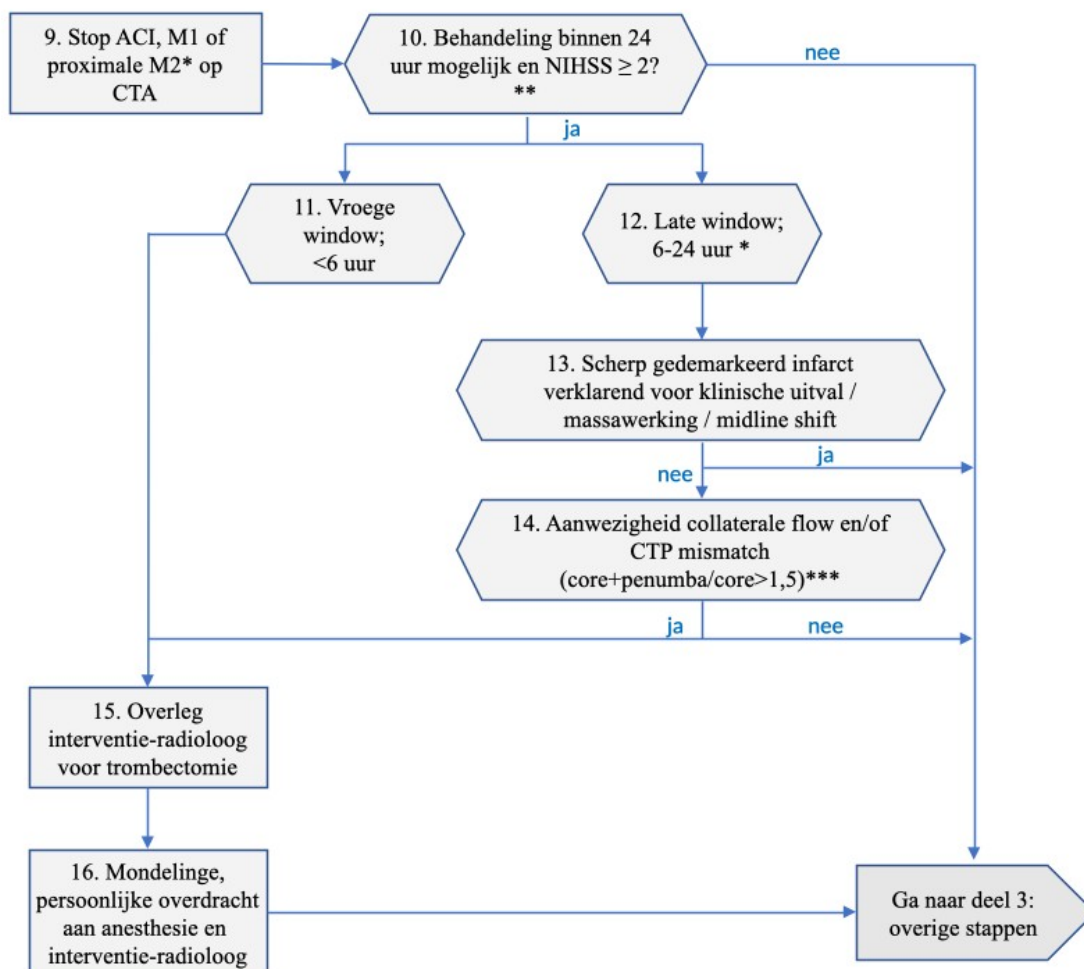 9. Stop ACI, M1 of
proximale M2* op
CTA
10. Behandeling binnen 24
uur mogelijk en NIHSS ≥ 2?
**
nee
ja
11. Vroege
window;
<6 uur
12. Late window;
6-24 uur *
13. Scherp gedemarkeerd infarct
verklarend voor klinische uitval /
massawerking / midline shift
ja
nee
14. Aanwezigheid collaterale flow en/of
CTP mismatch
(core+penumba/core>1,5)***
ja
nee
15. Overleg
interventie-radioloog
voor trombectomie
16. Mondelinge,
persoonlijke overdracht
aan anesthesie en
interventie-radioloog
Ga naar deel 3:
overige stappen